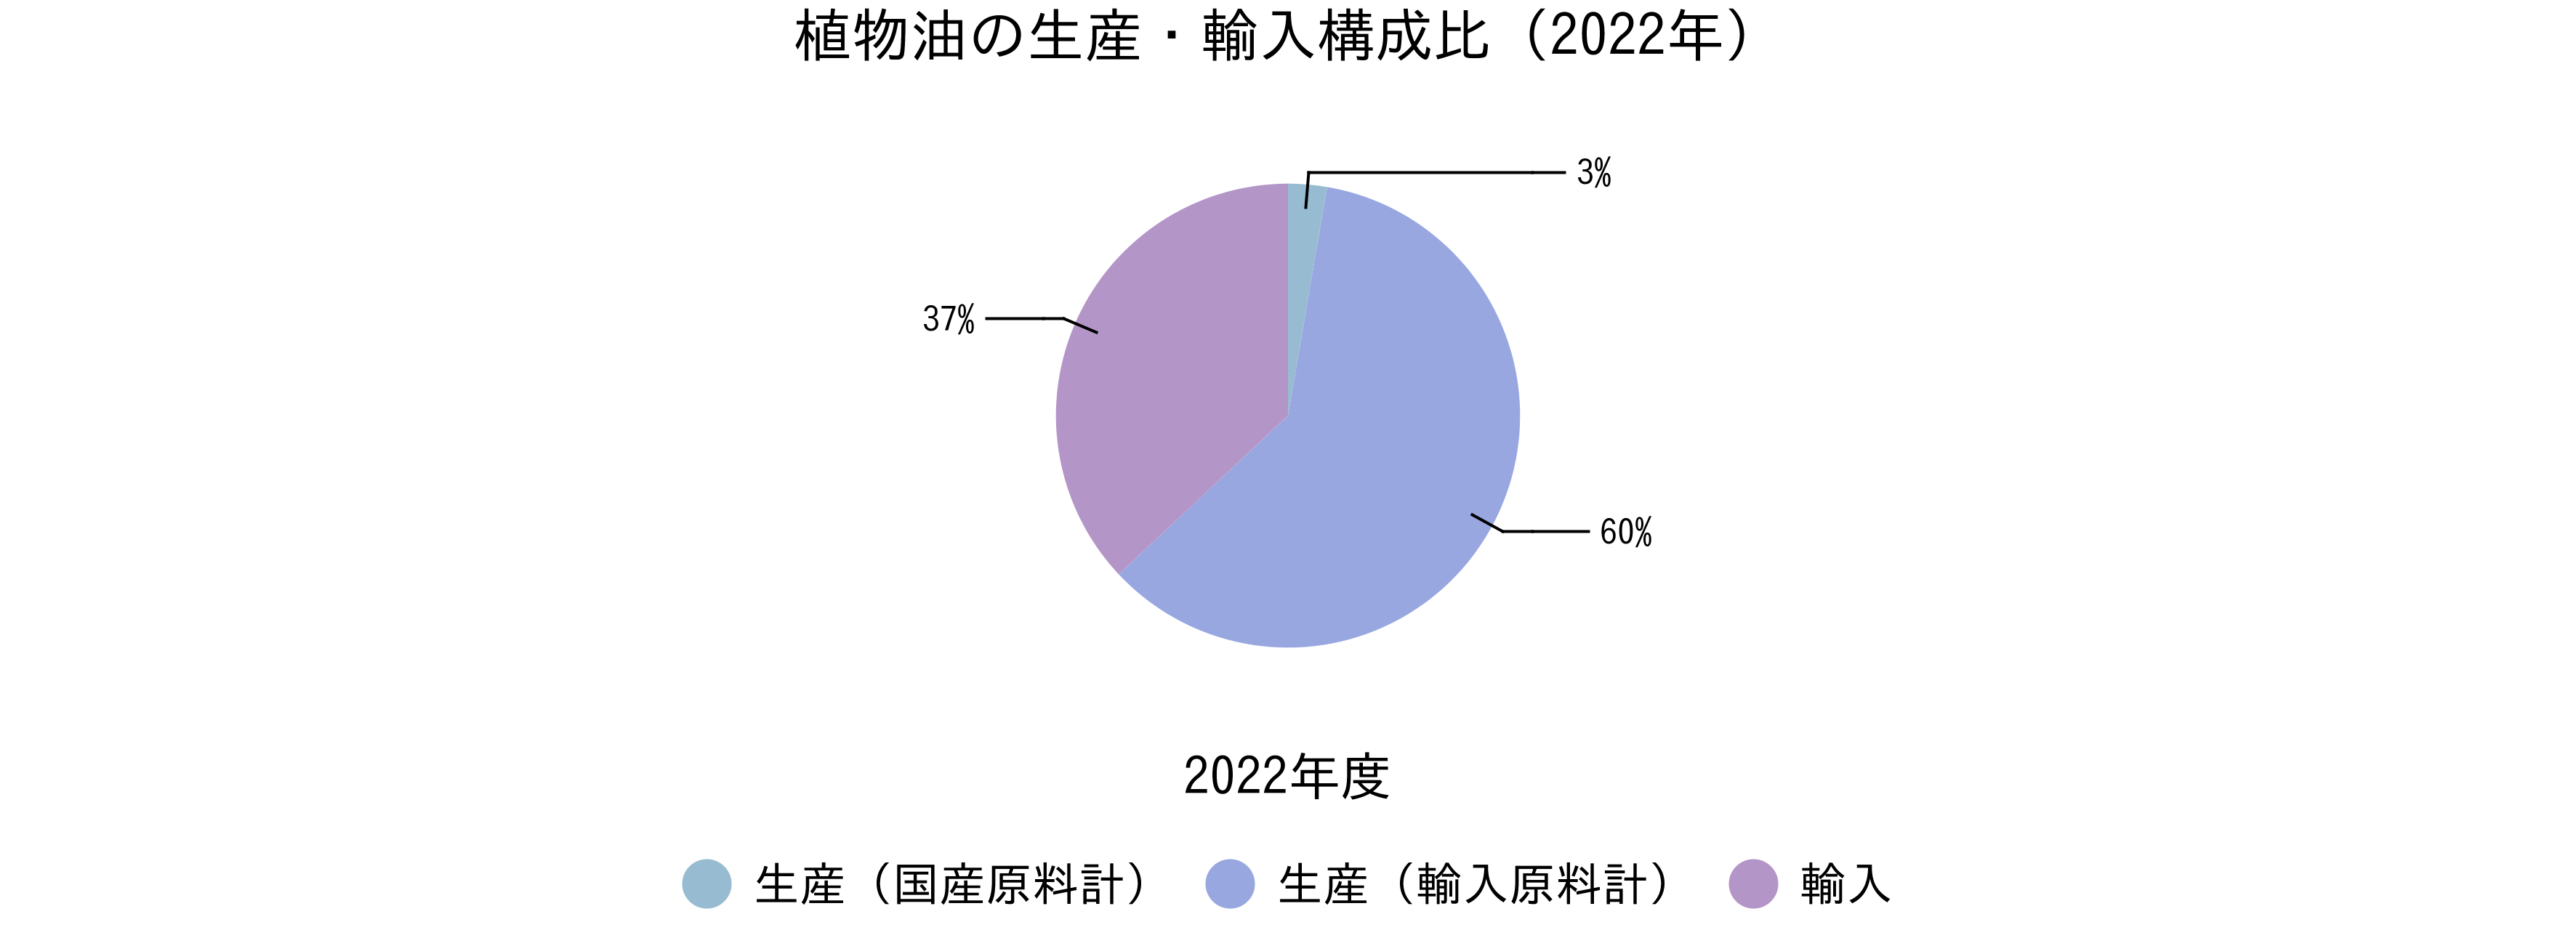 植物油の生産・輸入構成比（2022年）
3%
37%
60%
2022年度
生産（国産原料計） 生産（輸入原料計） 輸入